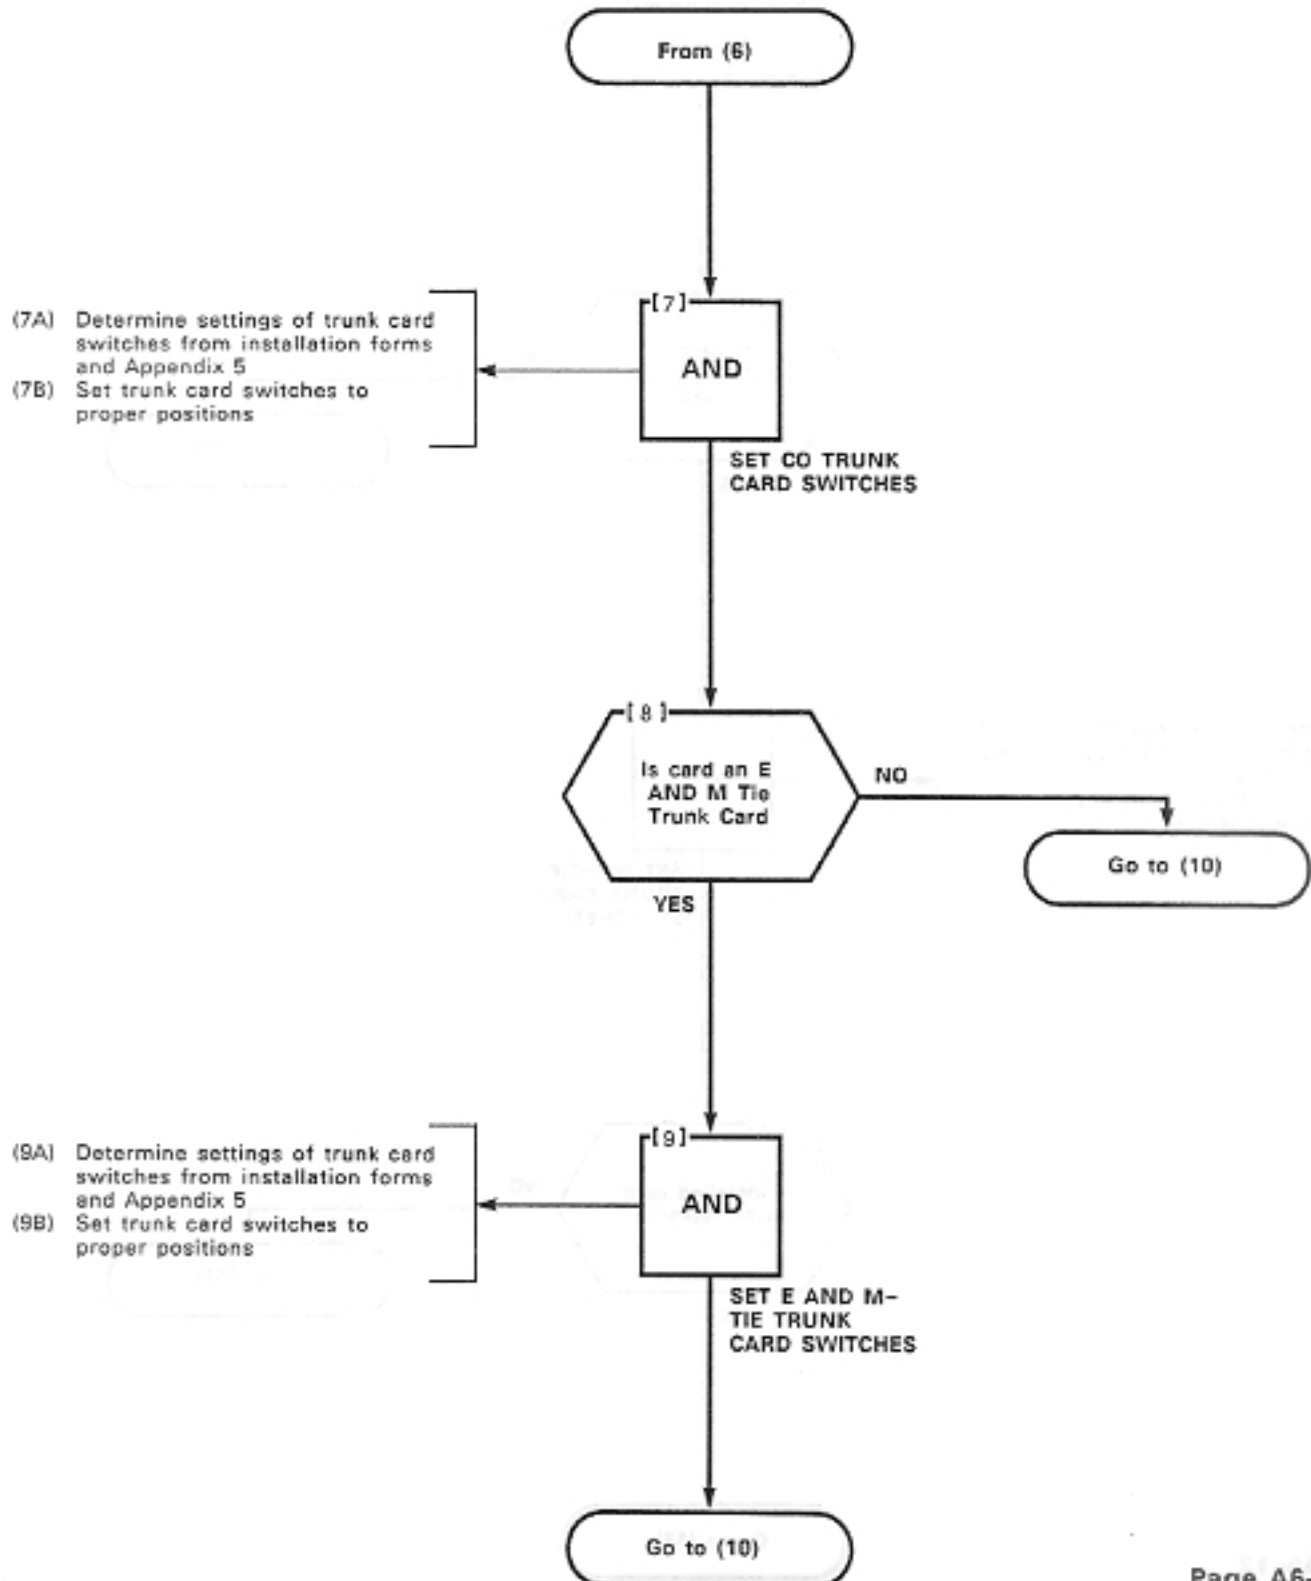 From (6)
[7]
(7A) Determine settings of trunk card
switches from installation forms
and Appendix 5
(7B) Set trunk card switches to
proper positions
AND
SET CO TRUNK
CARD SWITCHES
[8]
Is card an E
AND M Tie
Trunk Card
NO
Go to (10)
YES
[9]
(9A) Determine settings of trunk card
switches from installation forms
and Appendix 5
(9B) Set trunk card switches to
proper positions
AND
SET E AND M-
TIE TRUNK
CARD SWITCHES
Go to (10)
Page A6-